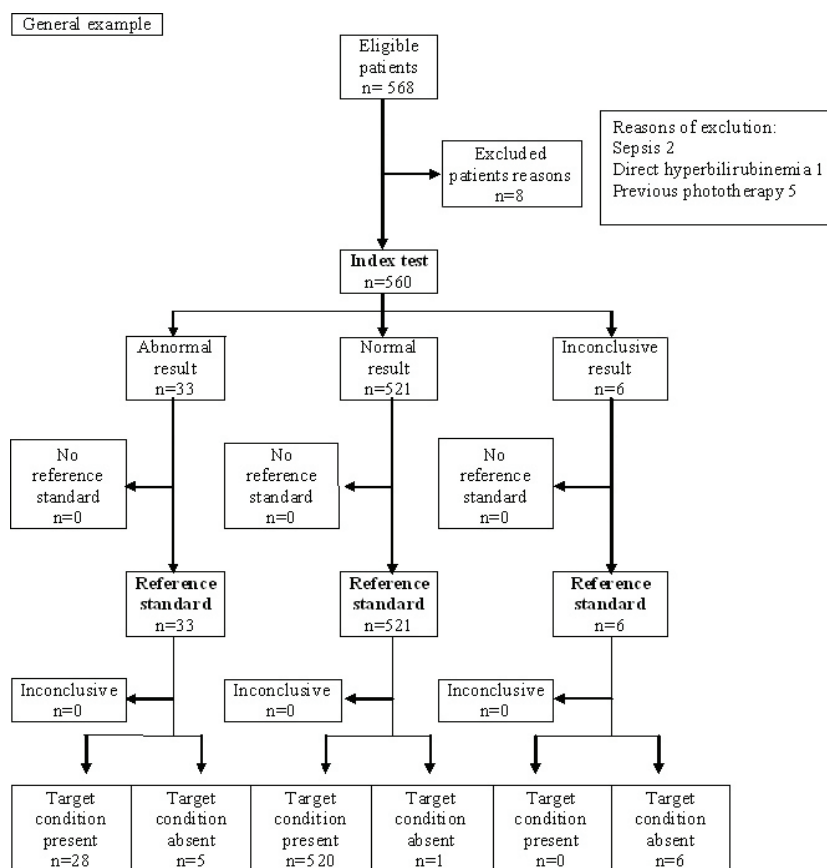 General example
Eligible
patients
n= 568
Reasons of exclution:
Sepsis 2
Direct hyperbilirubinemia 1
Previous phototherapy 5
Excluded
patients reasons
n=8
Index test
n=560
Abnormal
result
n=33
Normal
result
n=521
Inconclusive
result
n=6
No
reference
standard
n=0
No
reference
standard
n=0
No
reference
standard
n=0
Reference
standard
n=33
Reference
standard
n=521
Reference
standard
n=6
Inconclusive
n=0
Inconclusive
n=0
Inconclusive
n=0
Target
condition
present
n=28
Target
condition
absent
n=5
Target
condition
present
n=520
Target
condition
absent
n=1
Target
condition
present
n=0
Target
condition
absent
n=6